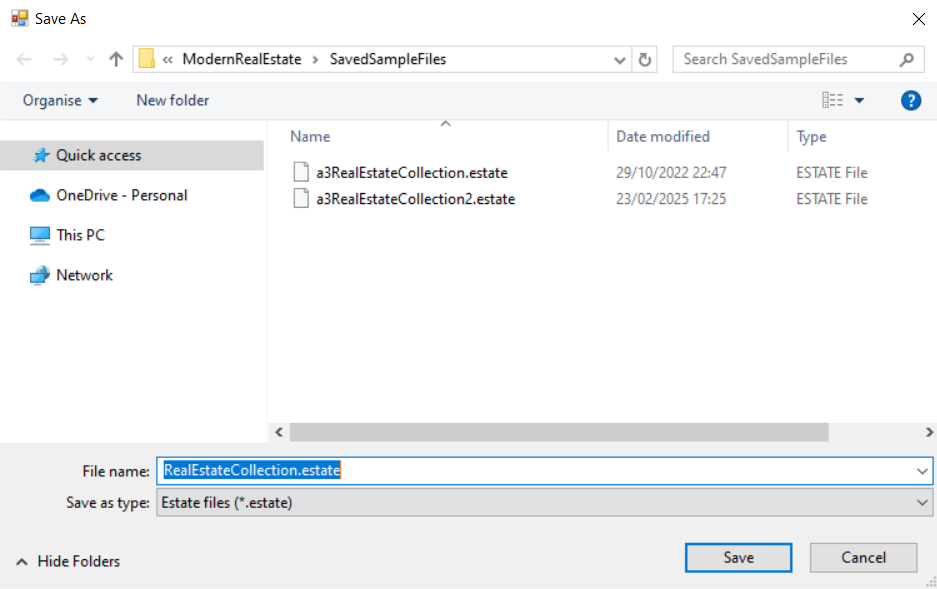 Save As
« ModernRealEstate › SavedSampleFiles
Search SavedSampleFiles
Organise New folder
?
Name Date modified Type
Quick access
OneDrive - Personal
This PC
Network
a3RealEstateCollection.estate 29/10/2022 22:47 ESTATE File
a3RealEstateCollection2.estate 23/02/2025 17:25 ESTATE File
File name: RealEstateCollection.estate
Save as type: Estate files (*.estate)
Hide Folders Save Cancel